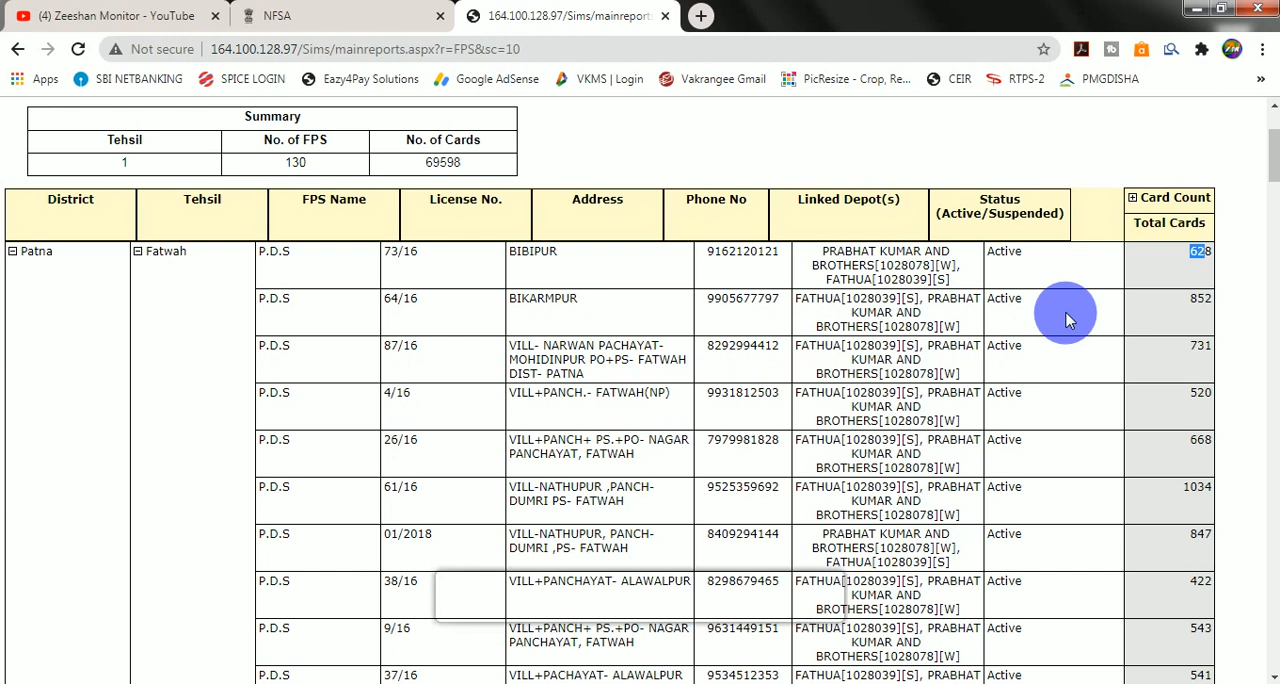 (4) Zeeshan Monitor - YouTube
NFSA
164.100.128.97/Sims/mainreports
Not secure
164.100.128.97/Sims/mainreports.aspx?r=FPS&sc=10
Apps
SBI NETBANKING
SPICE LOGIN
Eazy4Pay Solutions
Google AdSense
VKMS | Login
Vakrangee Gmail
PicResize - Crop, Re...
CEIR
RTPS-2
PMGDISHA
»
Summary
Tehsil No. of FPS No. of Cards
1 130 69598
District Tehsil FPS Name License No. Address Phone No Linked Depot(s) Status Card Count
(Active/Suspended) Total Cards
Patna Fatwah P.D.S 73/16 BIBIPUR 9162120121 PRABHAT KUMAR AND Active 628
BROTHERS[1028078][W],
FATHUA[1028039][S]
P.D.S 64/16 BIKARMPUR 9905677797 FATHUA[1028039][S], PRABHAT Active 852
KUMAR AND
BROTHERS[1028078][W]
P.D.S 87/16 VILL- NARWAN PACHAYAT- 8292994412 FATHUA[1028039][S], PRABHAT Active 731
MOHIDINPUR PO+PS- FATWAH KUMAR AND
DIST- PATNA BROTHERS[1028078][W]
P.D.S 4/16 VILL+PANCH.- FATWAH(NP) 9931812503 FATHUA[1028039][S], PRABHAT Active 520
KUMAR AND
BROTHERS[1028078][W]
P.D.S 26/16 VILL+PANCH+ PS.+PO- NAGAR 7979981828 FATHUA[1028039][S], PRABHAT Active 668
PANCHAYAT, FATWAH KUMAR AND
BROTHERS[1028078][W]
P.D.S 61/16 VILL-NATHUPUR ,PANCH- 9525359692 FATHUA[1028039][S], PRABHAT Active 1034
DUMRI PS- FATWAH KUMAR AND
BROTHERS[1028078][W]
P.D.S 01/2018 VILL-NATHUPUR, PANCH- 8409294144 PRABHAT KUMAR AND Active 847
DUMRI ,PS- FATWAH BROTHERS[1028078][W],
FATHUA[1028039][S]
P.D.S 38/16 VILL+PANCHAYAT- ALAWALPUR 8298679465 FATHUA[1028039][S], PRABHAT Active 422
KUMAR AND
BROTHERS[1028078][W]
P.D.S 9/16 VILL+PANCH+ PS.+PO- NAGAR 9631449151 FATHUA[1028039][S], PRABHAT Active 543
PANCHAYAT, FATWAH KUMAR AND
BROTHERS[1028078][W]
P.D.S 37/16 VILL+PACHAYAT- ALAWALPUR 9534512353 FATHUA[1028039][S], PRABHAT Active 541